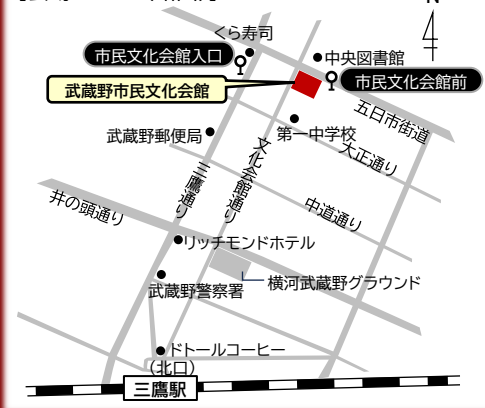 N
くら寿司
市民文化会館入口
中央図書館
市民文化会館前
武蔵野市民文化会館
五日市街道
第一中学校
武蔵野郵便局
大正通り
文化会館通り
三鷹通り
中道通り
井の頭通り
リッチモンドホテル
横河武蔵野グラウンド
武蔵野警察署
ドトールコーヒー
(北口)
三鷹駅